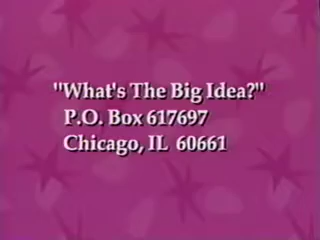 "What's The Big Idea?"
P.O. Box 617697
Chicago, IL 60661